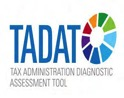 TADAT
TAX ADMINISTRATION DIAGNOSTIC
ASSESSMENT TOOL